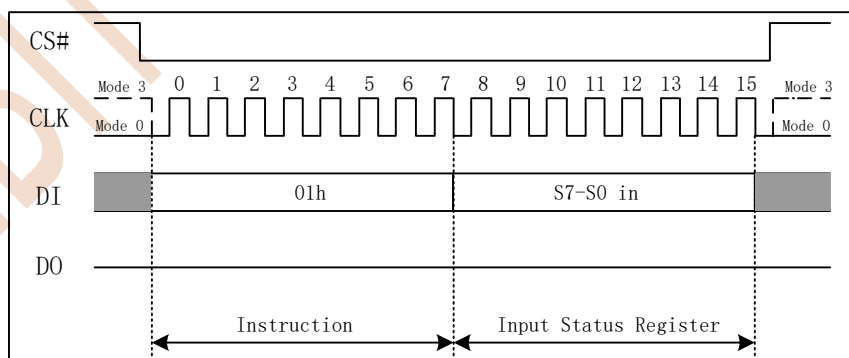 CS#
Mode 3 0 1 2 3 4 5 6 7 8 9 10 11 12 13 14 15 Mode 3
CLK
Mode 0 Mode 0
DI 01h S7-S0 in
DO
Instruction Input Status Register